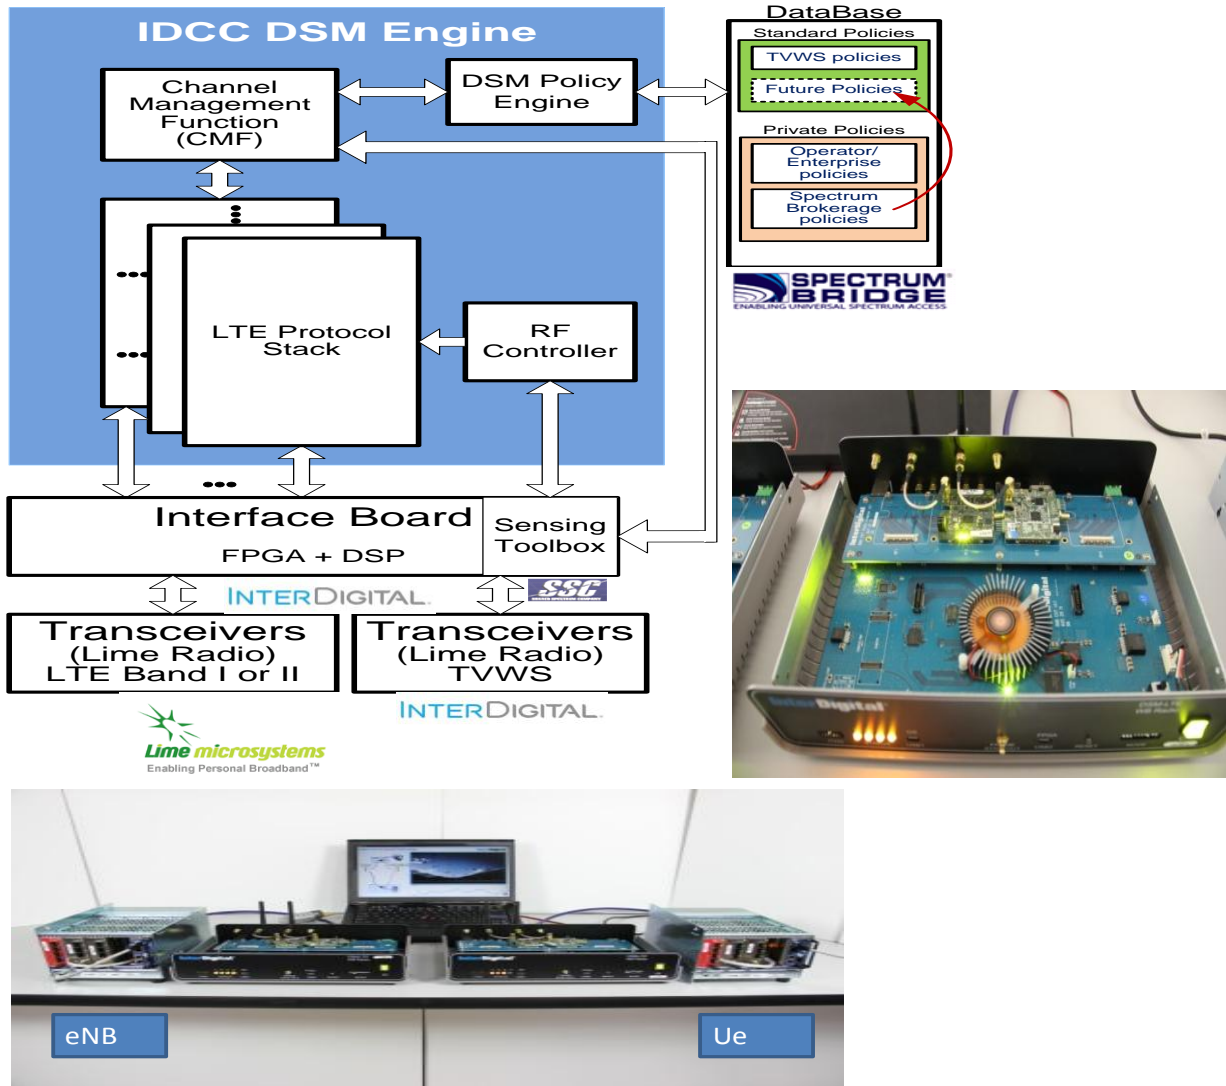 IDCC DSM Engine
Channel
Management
Function
(CMF)
DSM Policy
Engine
LTE Protocol
Stack
RF
Controller
Interface Board
FPGA + DSP
Sensing
Toolbox
INTERDIGITAL.
SSC
Transceivers
(Lime Radio)
LTE Band I or II
Transceivers
(Lime Radio)
TVWS
Lime microsystems
Enabling Personal Broadband™
INTERDIGITAL.
DataBase
Standard Policies
TVWS policies
Future Policies
Private Policies
Operator/
Enterprise
policies
Spectrum
Brokerage
policies
SPECTRUM
BRIDGE
ENABLING UNIVERSAL SPECTRUM ACCESS
InterDigital
InterDigital
InterDigital
eNB
Ue